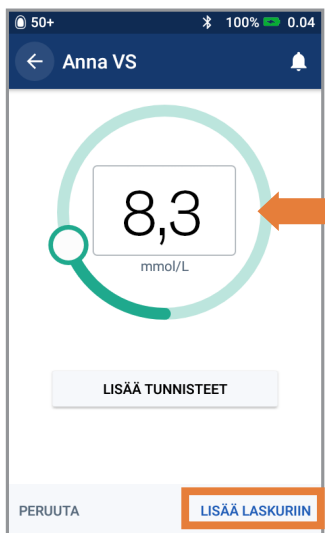 50+ 100% 0.04
Anna VS
8,3
mmol/L
LISÄÄ TUNNISTEET
PERUUTA LISÄÄ LASKURIIN